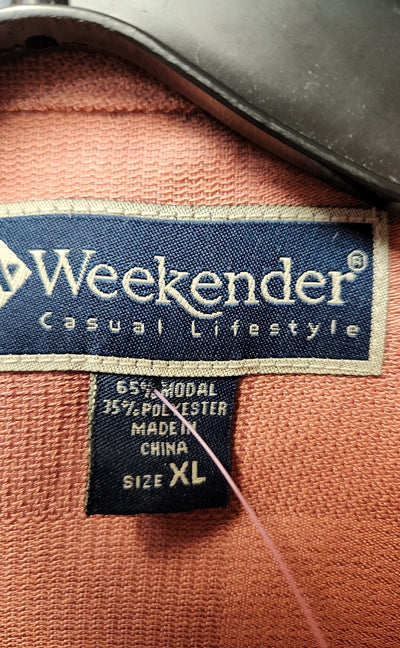 Weekender®
Casual Lifestyle
65% MODAL
35% POLYESTER
MADE IN
CHINA
SIZE XL